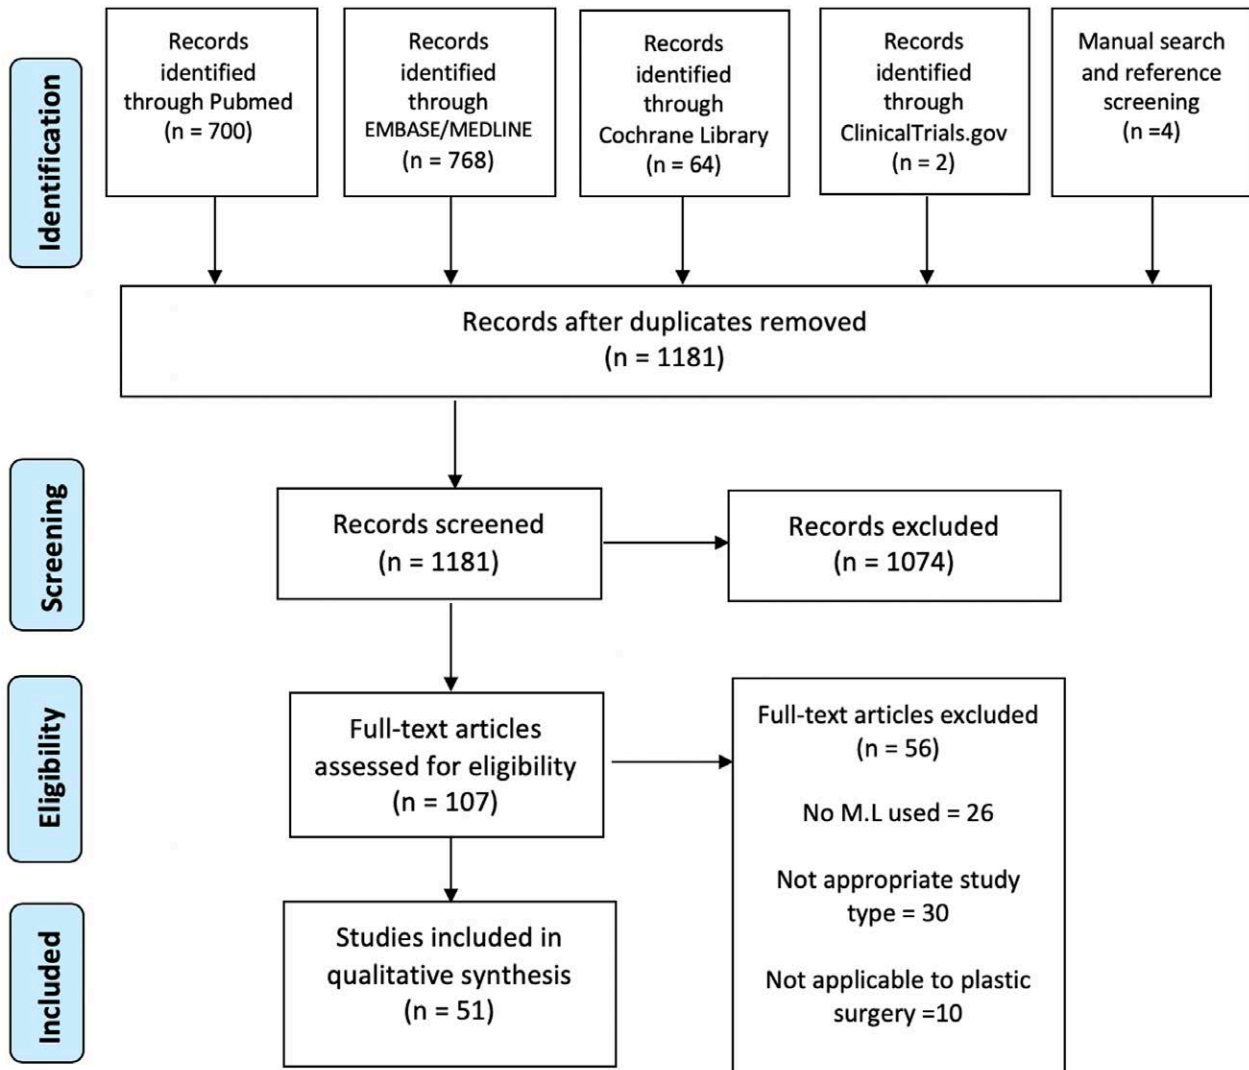 Identification
Records
identified
through Pubmed
(n = 700)
Records
identified
through
EMBASE/MEDLINE
(n = 768)
Records
identified
through
Cochrane Library
(n = 64)
Records
identified
through
ClinicalTrials.gov
(n = 2)
Manual search
and reference
screening
(n =4)
Records after duplicates removed
(n = 1181)
Screening
Records screened
(n = 1181)
Records excluded
(n = 1074)
Eligibility
Full-text articles
assessed for eligibility
(n = 107)
Full-text articles excluded
(n = 56)
No M.L used = 26
Not appropriate study
type = 30
Not applicable to plastic
surgery =10
Included
Studies included in
qualitative synthesis
(n = 51)